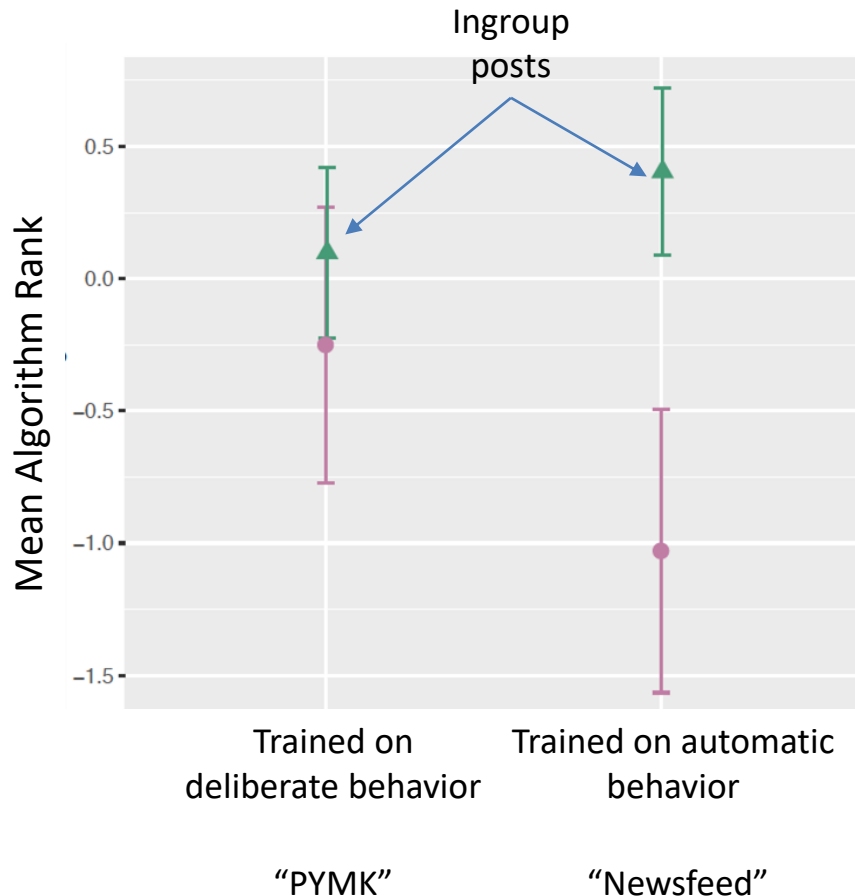 Ingroup
posts
Mean Algorithm Rank
0.5
0.0
−0.5
−1.0
−1.5
Trained on
deliberate behavior
Trained on automatic
behavior
“PYMK”
“Newsfeed”